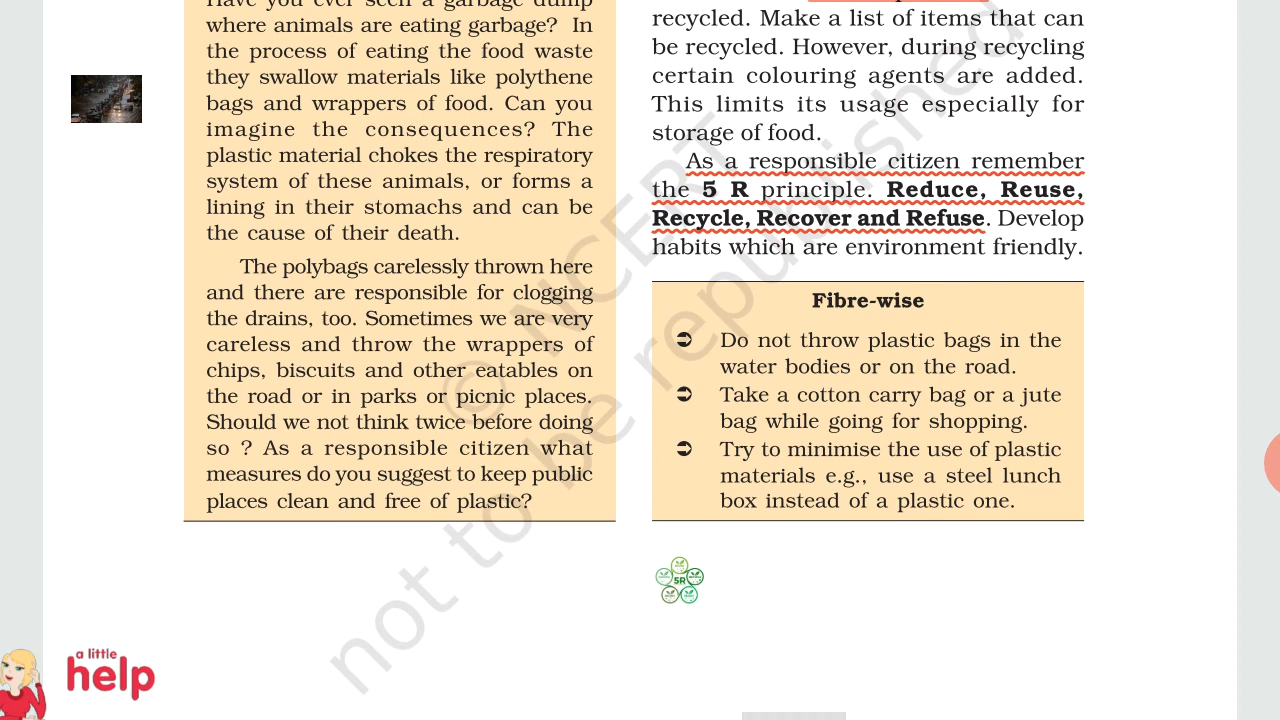 Have you ever seen a garbage dump
where animals are eating garbage? In
the process of eating the food waste
they swallow materials like polythene
bags and wrappers of food. Can you
imagine the consequences? The
plastic material chokes the respiratory
system of these animals, or forms a
lining in their stomachs and can be
the cause of their death.
The polybags carelessly thrown here
and there are responsible for clogging
the drains, too. Sometimes we are very
careless and throw the wrappers of
chips, biscuits and other eatables on
the road or in parks or picnic places.
Should we not think twice before doing
so ? As a responsible citizen what
measures do you suggest to keep public
places clean and free of plastic?
recycled. Make a list of items that can
be recycled. However, during recycling
certain colouring agents are added.
This limits its usage especially for
storage of food.
As a responsible citizen remember
the 5 R principle. Reduce, Reuse,
Recycle, Recover and Refuse. Develop
habits which are environment friendly.
Fibre-wise
➲ Do not throw plastic bags in the
water bodies or on the road.
➲ Take a cotton carry bag or a jute
bag while going for shopping.
➲ Try to minimise the use of plastic
materials e.g., use a steel lunch
box instead of a plastic one.
5R
© NCERT
not to be republished
a little
help